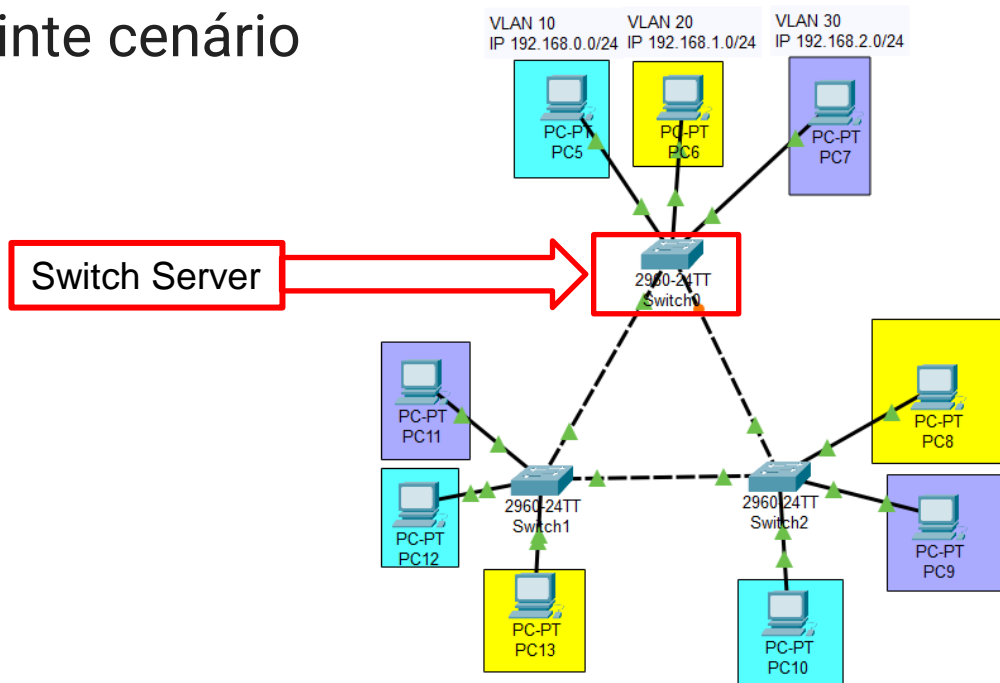 inte cenário
VLAN 10
IP 192.168.0.0/24
VLAN 20
IP 192.168.1.0/24
VLAN 30
IP 192.168.2.0/24
PC-PT
PC5
PC-PT
PC6
PC-PT
PC7
Switch Server
2960-24TT
Switch0
PC-PT
PC11
PC-PT
PC8
PC-PT
PC12
2960-24TT
Switch1
2960-24TT
Switch2
PC-PT
PC9
PC-PT
PC13
PC-PT
PC10